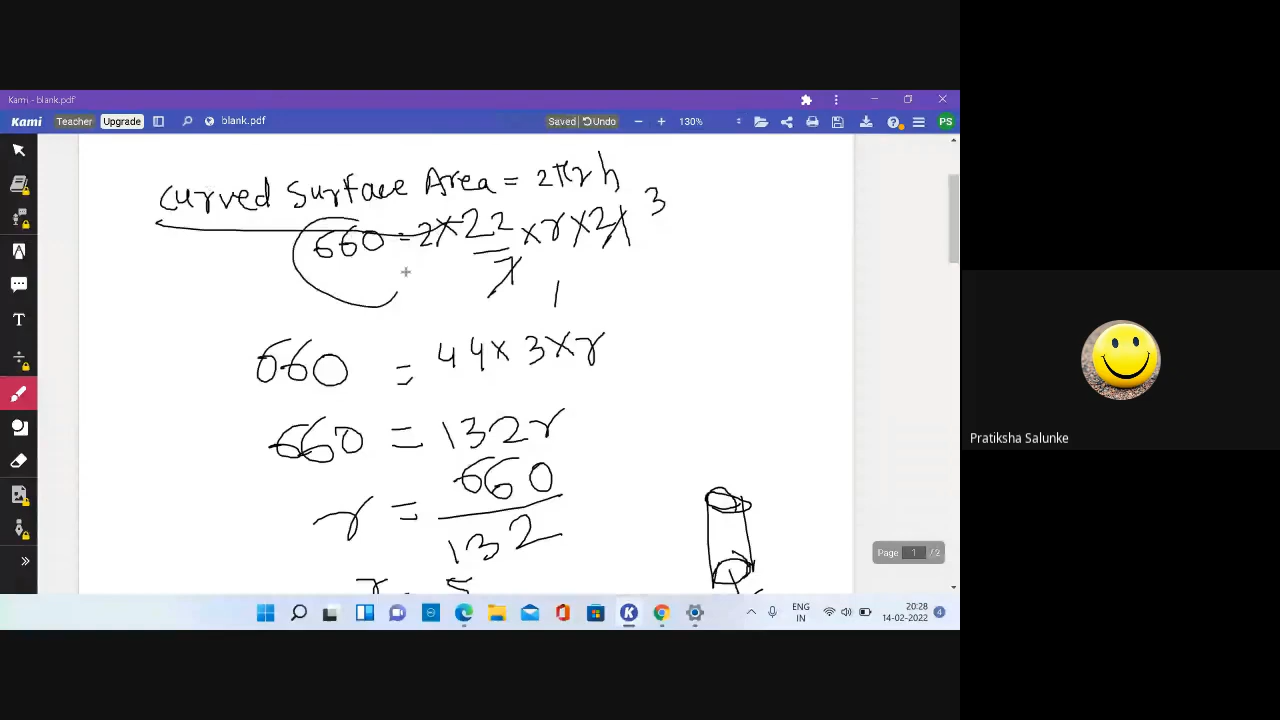 Kami - blank.pdf
Kami Teacher Upgrade blank.pdf Saved Undo 130% PS
Curved Surface Area = 2πrh
660 = 2 × 22 × r × 21 3
7 1
660 = 44 × 3 × r
660 = 132r
r = 660
132
r = 5
Page 1 / 2
Pratiksha Salunke
ENG
IN
20:28
14-02-2022
4